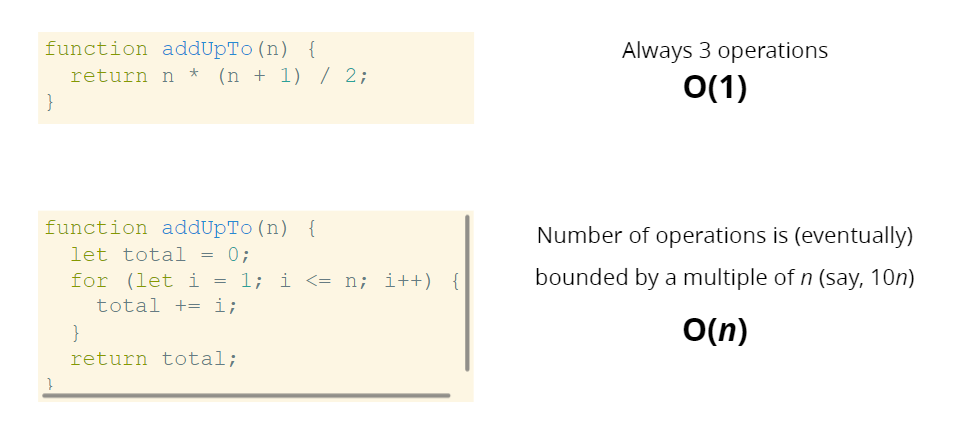 function addUpTo(n) {
  return n * (n + 1) / 2;
}
Always 3 operations
O(1)
function addUpTo(n) {
  let total = 0;
  for (let i = 1; i <= n; i++) {
    total += i;
  }
  return total;
}
Number of operations is (eventually)
bounded by a multiple of n (say, 10n)
O(n)